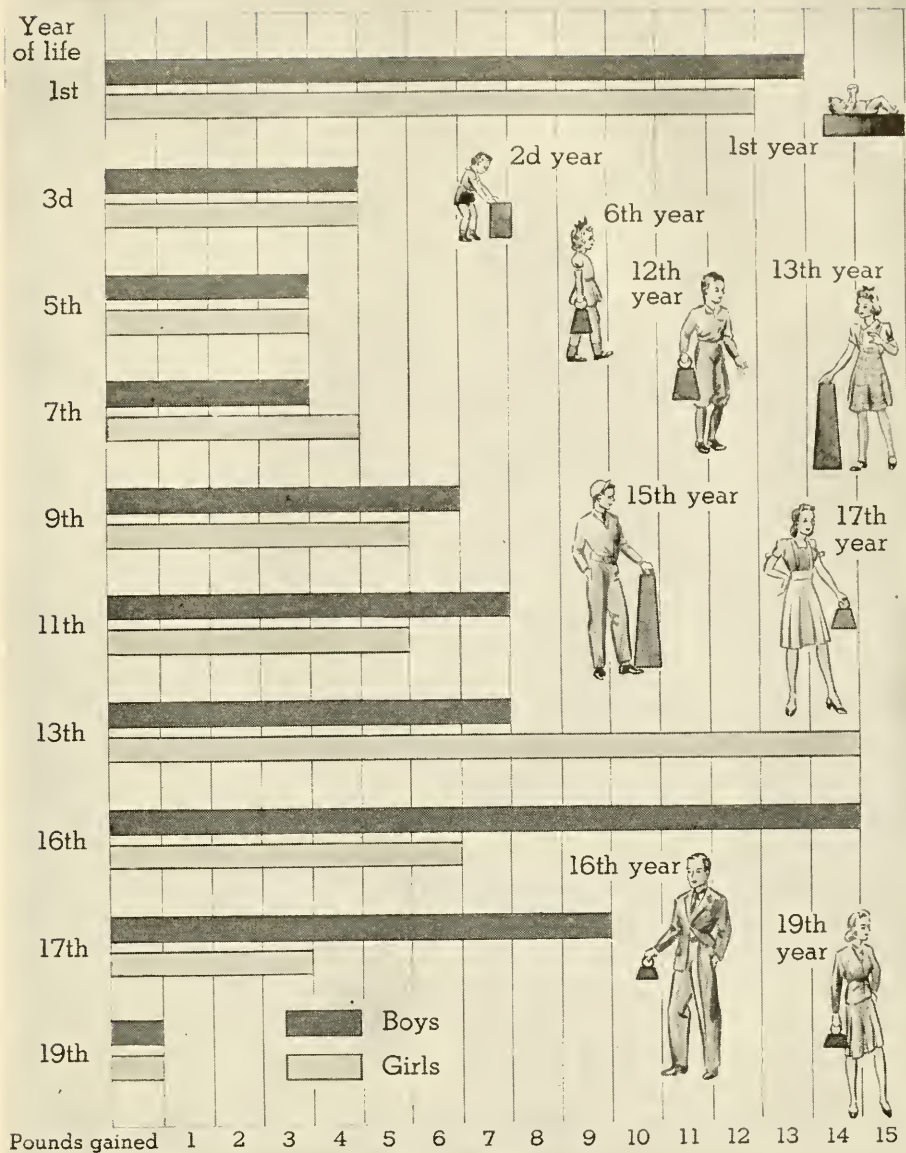 Year
of life
1st
1st year
2d year
3d
6th year
12th
year
13th year
5th
7th
15th year
9th
17th
year
11th
13th
16th
16th year
17th
19th
year
Boys
19th
Girls
Pounds gained 1 2 3 4 5 6 7 8 9 10 11 12 13 14 15